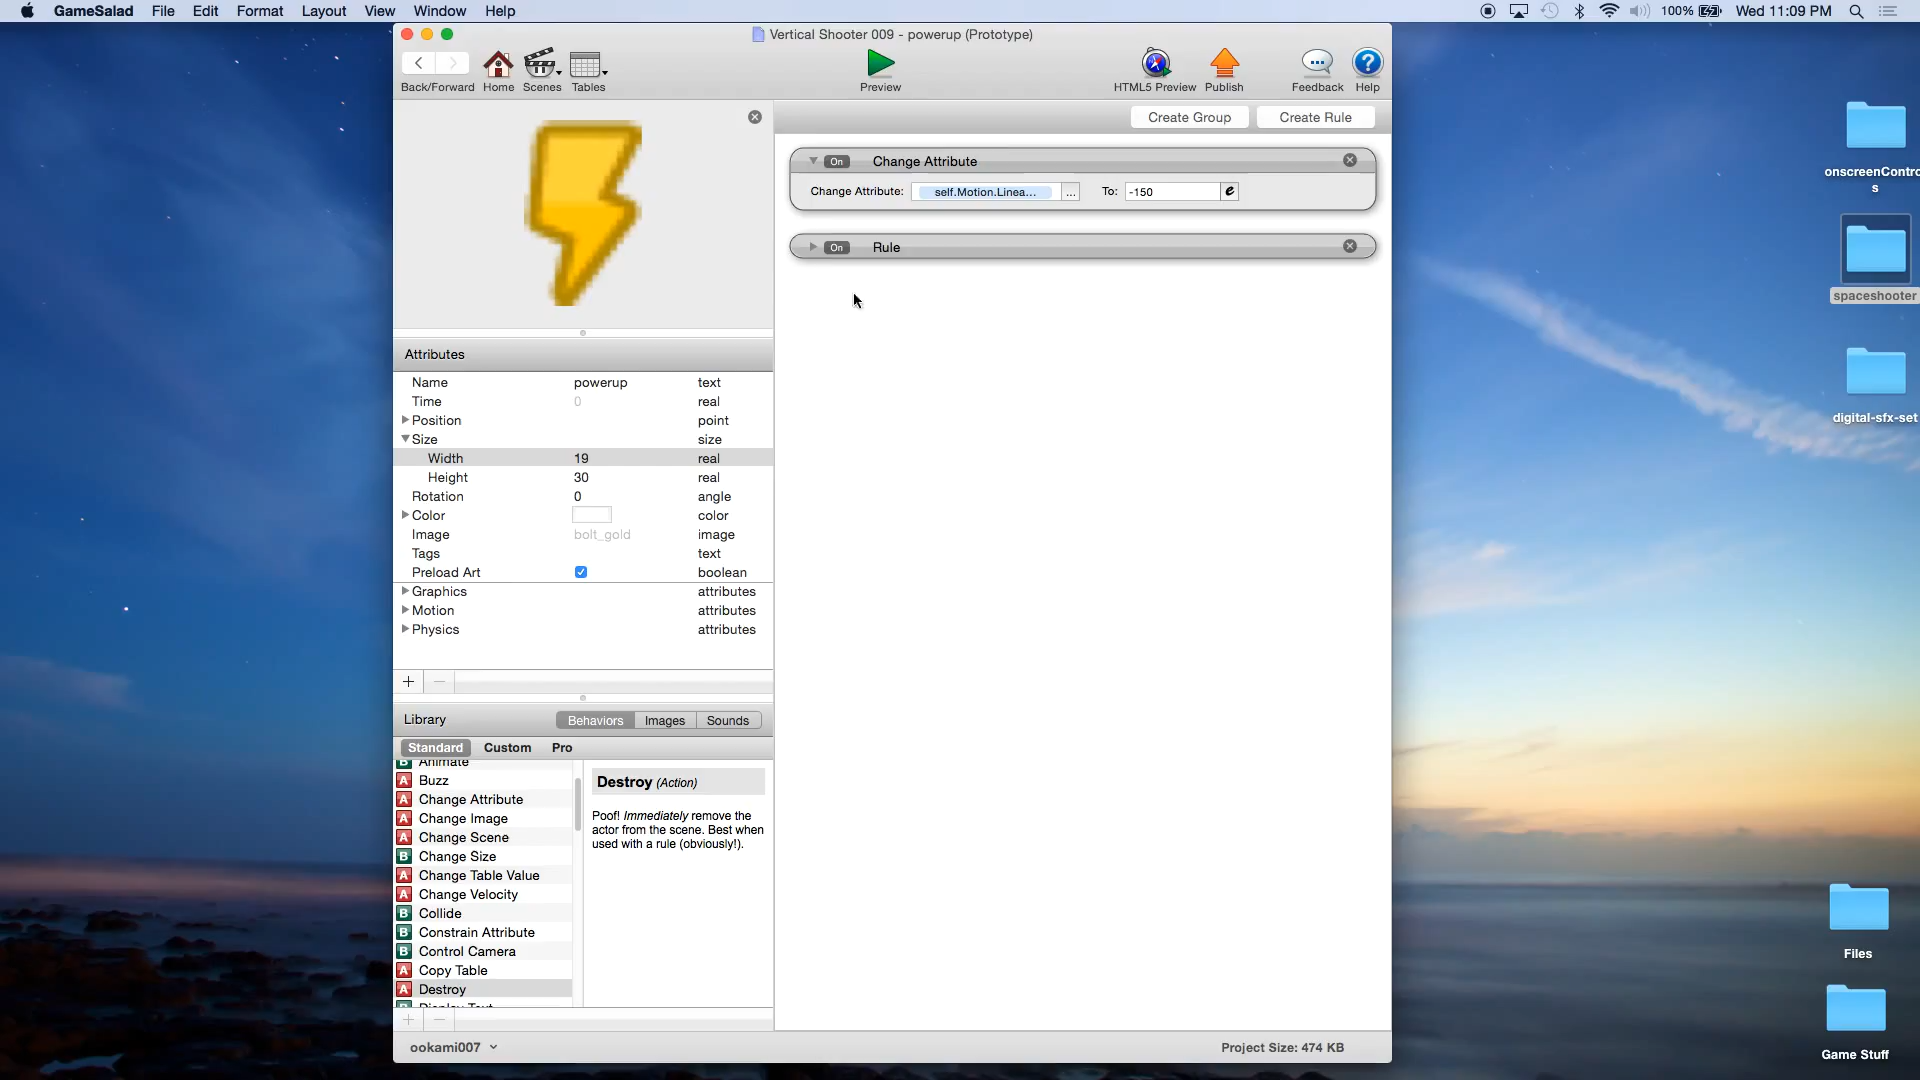 GameSalad File Edit Format Layout View Window Help
100% Wed 11:09 PM
Vertical Shooter 009 - powerup (Prototype)
Back/Forward Home Scenes Tables Preview HTML5 Preview Publish Feedback Help
Create Group Create Rule
On Change Attribute
Change Attribute: self.Motion.Linea... ... To: -150 e
On Rule
Attributes
Name powerup text
Time 0 real
Position point
Size size
Width 19 real
Height 30 real
Rotation 0 angle
Color color
Image bolt_gold image
Tags text
Preload Art boolean
Graphics attributes
Motion attributes
Physics attributes
Library Behaviors Images Sounds
Standard Custom Pro
B Animate
A Buzz
A Change Attribute
A Change Image
A Change Scene
B Change Size
A Change Table Value
A Change Velocity
B Collide
B Constrain Attribute
B Control Camera
A Copy Table
A Destroy
Display Text
Destroy (Action)
Poof! Immediately remove the
actor from the scene. Best when
used with a rule (obviously!).
ookami007
Project Size: 474 KB
onscreenContro
s
spaceshooter
digital-sfx-set
Files
Game Stuff